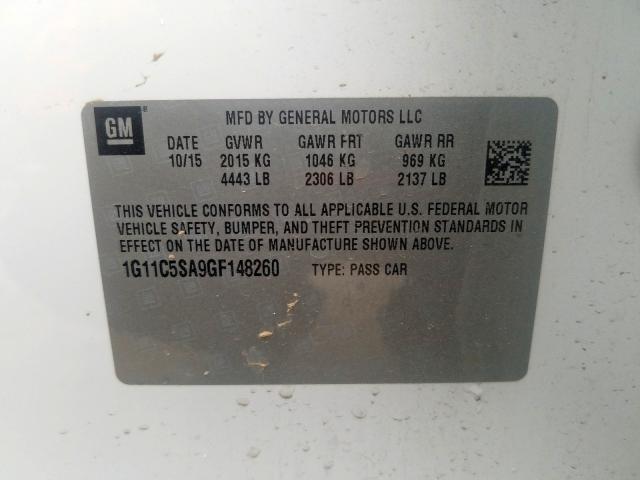 GM
MFD BY GENERAL MOTORS LLC
DATE GVWR GAWR FRT GAWR RR
10/15 2015 KG 1046 KG 969 KG
4443 LB 2306 LB 2137 LB
THIS VEHICLE CONFORMS TO ALL APPLICABLE U.S. FEDERAL MOTOR
VEHICLE SAFETY, BUMPER, AND THEFT PREVENTION STANDARDS IN
EFFECT ON THE DATE OF MANUFACTURE SHOWN ABOVE.
1G11C5SA9GF148260 TYPE: PASS CAR